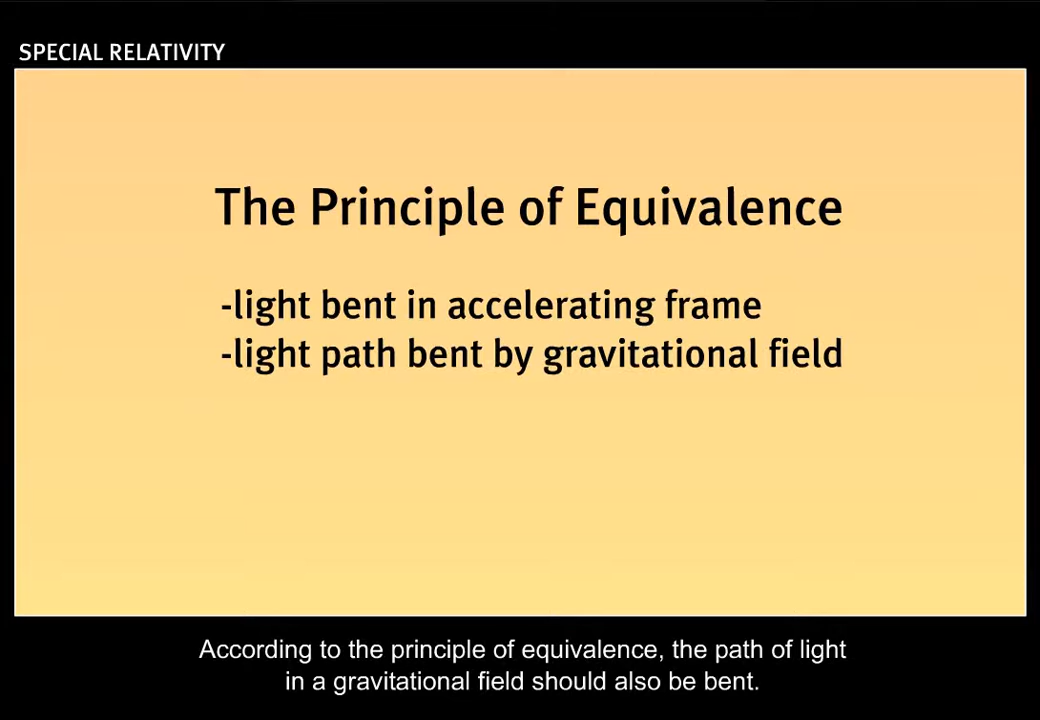 SPECIAL RELATIVITY
The Principle of Equivalence
-light bent in accelerating frame
-light path bent by gravitational field
According to the principle of equivalence, the path of light
in a gravitational field should also be bent.